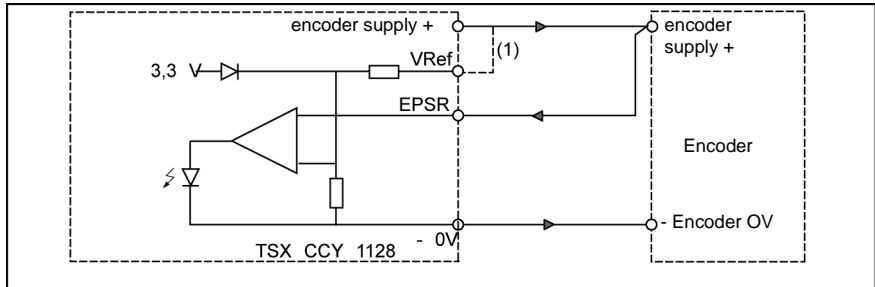 encoder supply +
encoder
supply +
(1)
VRef
3,3 V
EPSR
Encoder
- 0V
- Encoder OV
TSX CCY 1128